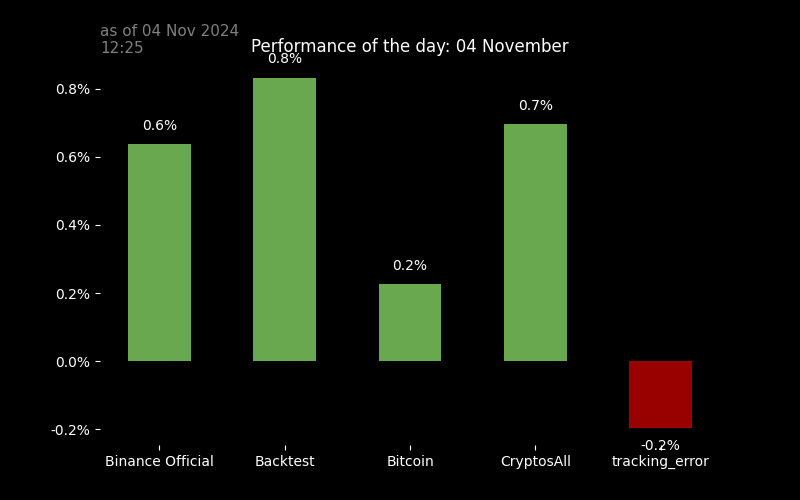 as of 04 Nov 2024
12:25
Performance of the day: 04 November
0.8%
0.6%
0.4%
0.2%
0.0%
-0.2%
0.6%
0.8%
0.2%
0.7%
-0.2%
Binance Official
Backtest
Bitcoin
CryptosAll
tracking_error